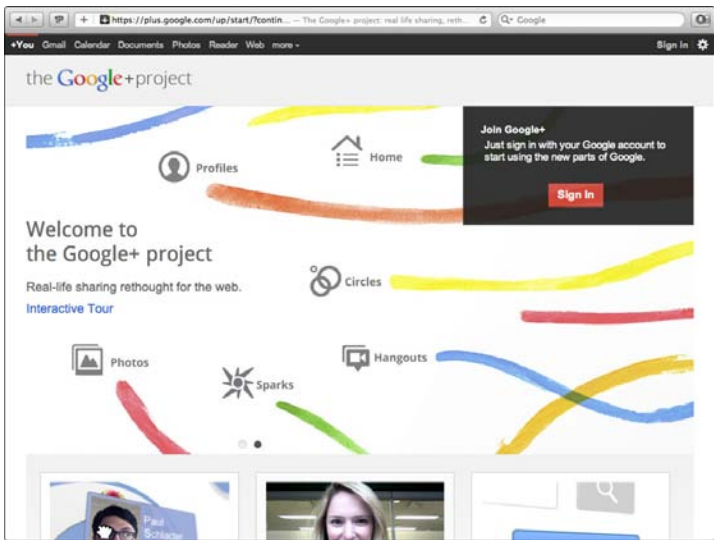 https://plus.google.com/up/start/?contin... — The Google+ project: real life sharing, reth...
Google
+You Gmail Calendar Documents Photos Reader Web more
Sign in
the Google+project
Join Google+
Just sign in with your Google account to
start using the new parts of Google.
Sign In
Profiles
Home
Welcome to
the Google+ project
Real-life sharing rethought for the web.
Interactive Tour
Circles
Photos
Sparks
Hangouts
Paul
Schlader